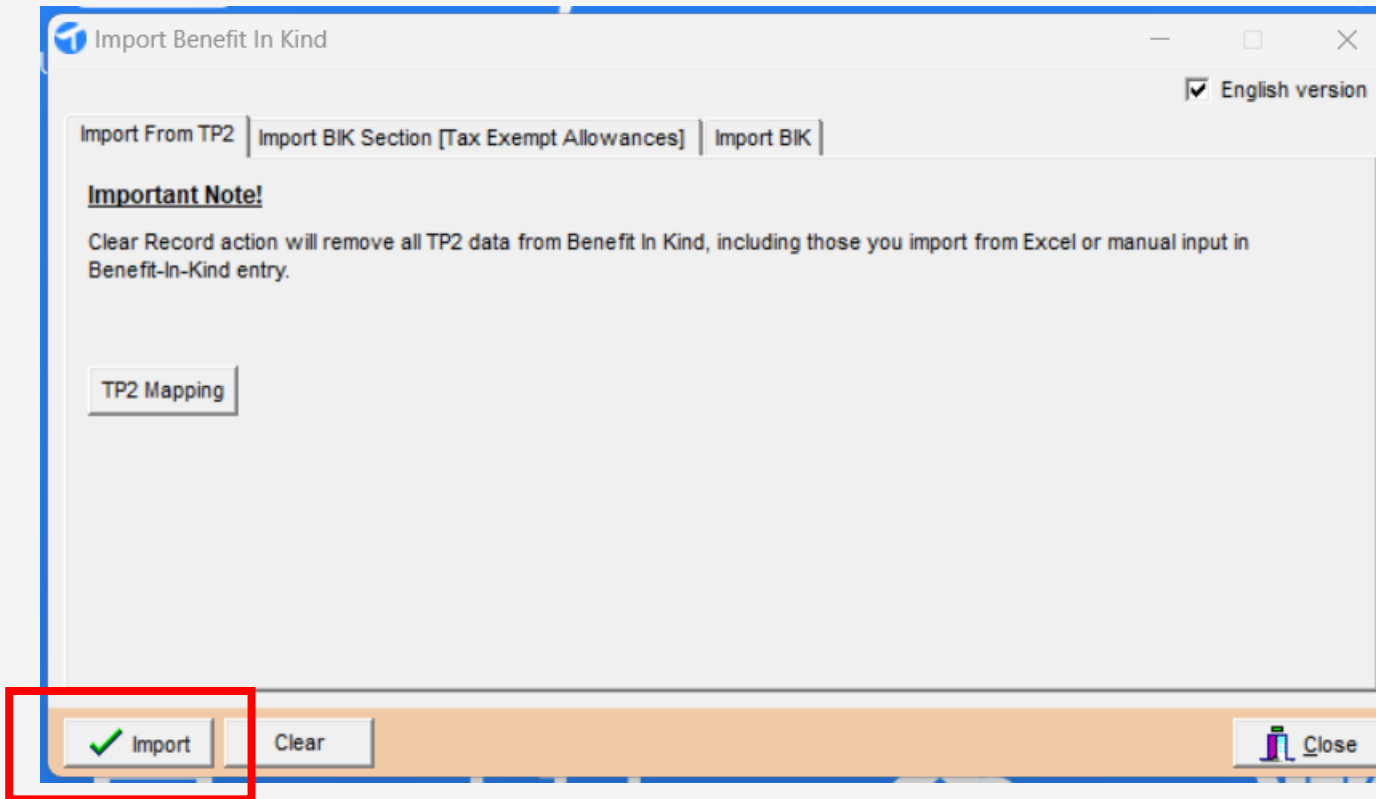 Import Benefit In Kind
English version
Import From TP2 Import BIK Section [Tax Exempt Allowances] Import BIK
Important Note!
Clear Record action will remove all TP2 data from Benefit In Kind, including those you import from Excel or manual input in
Benefit-In-Kind entry.
TP2 Mapping
Import Clear Close